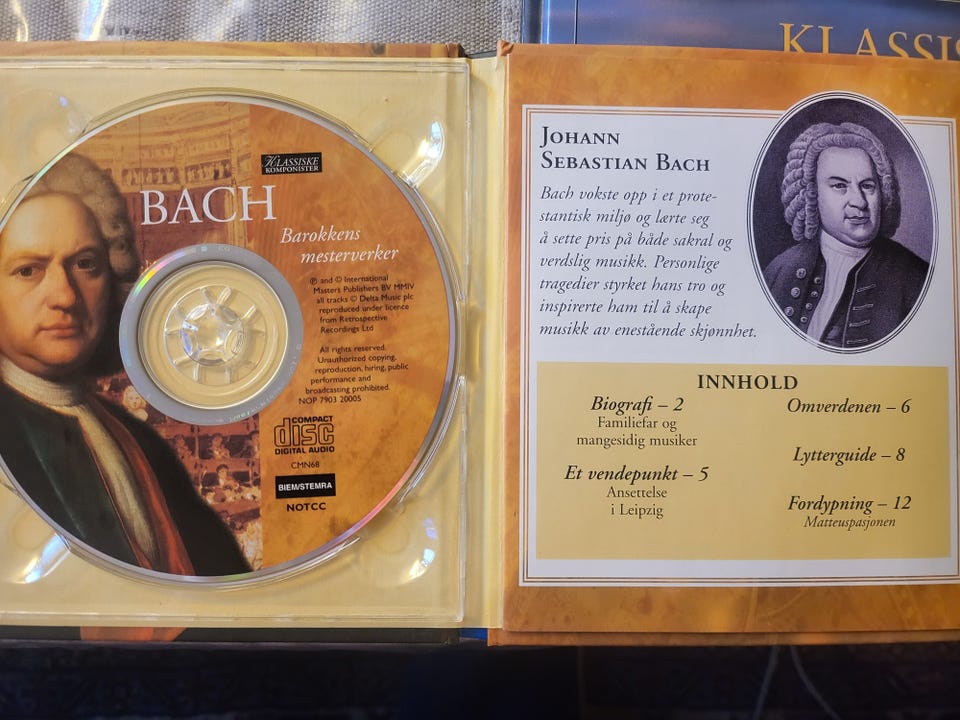 KLASSIS
KLASSISKE
KOMPONISTER
BACH
Barokkens
mesterverker
℗ and © International
Masters Publishers BV MMIV
all tracks © Delta Music plc
reproduced under licence
from Retrospective
Recordings Ltd
All rights reserved.
Unauthorized copying,
reproduction, hiring, public
performance and
broadcasting prohibited.
NOP 7903 20005
COMPACT
disc
DIGITAL AUDIO
CMN68
BIEM/STEMRA
NOTCC
JOHANN
SEBASTIAN BACH
Bach vokste opp i et prote-
stantisk miljø og lærte seg
å sette pris på både sakral og
verdslig musikk. Personlige
tragedier styrket hans tro og
inspirerte ham til å skape
musikk av enestående skjønnhet.
INNHOLD
Biografi – 2
Familiefar og
mangesidig musiker
Et vendepunkt – 5
Ansettelse
i Leipzig
Omverdenen – 6
Lytterguide – 8
Fordypning – 12
Matteuspasjonen